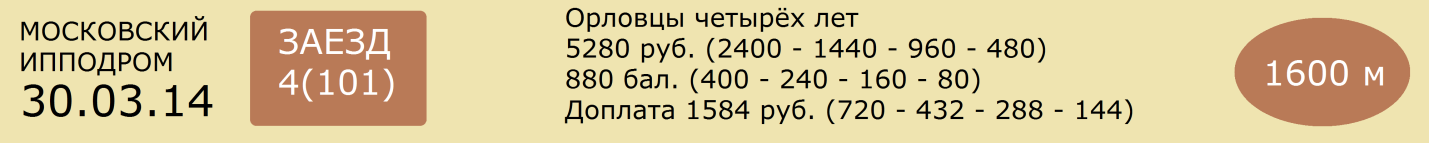 МОСКОВСКИЙ
ИППОДРОМ
30.03.14
ЗАЕЗД
4(101)
Орловцы четырёх лет
5280 руб. (2400 - 1440 - 960 - 480)
880 бал. (400 - 240 - 160 - 80)
Доплата 1584 руб. (720 - 432 - 288 - 144)
1600 м